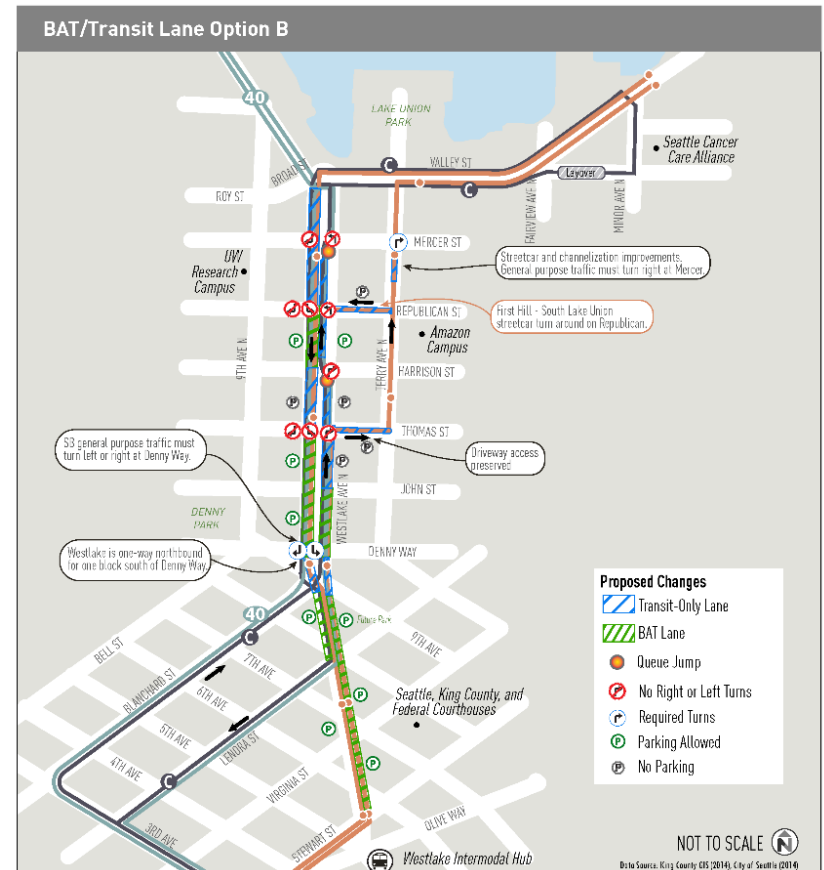 BAT/Transit Lane Option B
40
LAKE UNION
PARK
BROAD ST
C
VALLEY ST
Seattle Cancer
Care Alliance
Layover
C
ROY ST
FAIRVIEW AVE N
MINOR AVE N
MERCER ST
UW/
Research
Campus
Streetcar and channelization improvements.
General purpose traffic must turn right at Mercer.
P
REPUBLICAN ST
First Hill - South Lake Union
streetcar turn around on Republican.
P
P
Amazon
Campus
9TH AVE N
TERRY AVE N
HARRISON ST
P
P
THOMAS ST
SB general purpose traffic must
turn left or right at Denny Way.
P
P
P
Driveway access
preserved
WESTLAKE AVE N
JOHN ST
DENNY
PARK
P
DENNY WAY
Westlake is one-way northbound
for one block south of Denny Way.
Proposed Changes
Transit-Only Lane
BAT Lane
Queue Jump
No Right or Left Turns
Required Turns
P Parking Allowed
P No Parking
40
P
P
Future Park
C
9TH AVE
BELL ST
7TH AVE
BLANCHARD ST
6TH AVE
Seattle, King County, and
Federal Courthouses
P
5TH AVE
P
LENORA ST
4TH AVE
C
P
VIRGINIA ST
3RD AVE
OLIVE WAY
STEWART ST
Westlake Intermodal Hub
NOT TO SCALE
N
Data Source: King County GIS (2014), City of Seattle (2014)